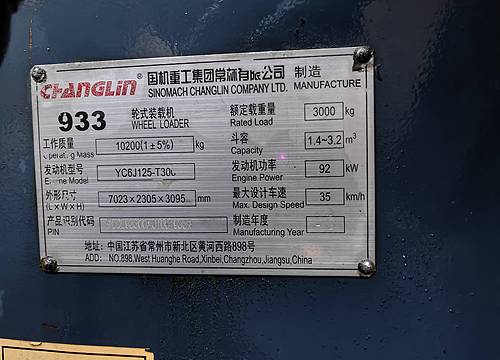 CHANGLIN® 国机重工集团常林有限公司 制造
SINOMACH CHANGLIN COMPANY LTD. MANUFACTURE
933 轮式装载机
WHEEL LOADER
额定载重量 3000 kg
Rated Load
工作质量 10200(1±5%) kg
Operating Mass
斗容 1.4~3.2 m³
Capacity
发动机型号
Engine Model
发动机功率 92 kW
Engine Power
外形尺寸 7023×2305×3095 mm
(L×W×H)
最大设计车速 35 km/h
Max. Design Speed
产品识别代码
PIN
制造年度
Manufacturing Year
地址: 中国江苏省常州市新北区黄河西路898号
ADD: NO.898,West Huanghe Road,Xinbei,Changzhou,Jiangsu,China